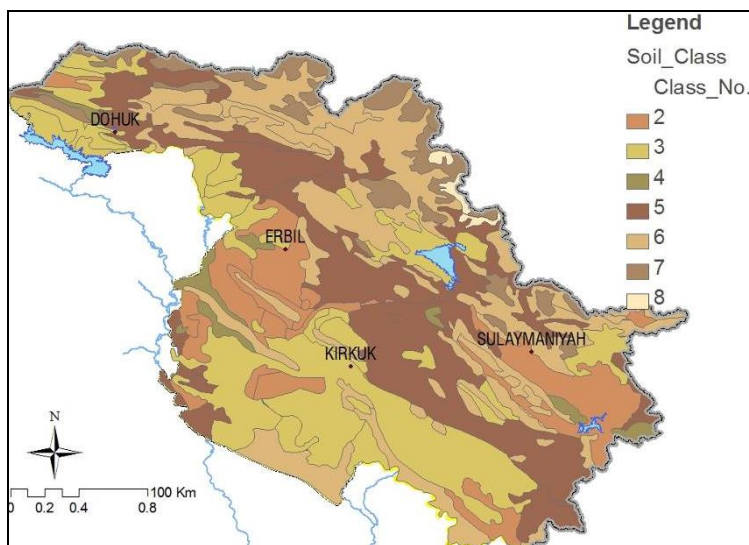 Legend
Soil_Class
Class_No.
2
3
4
5
6
7
8
DOHUK
ERBIL
SULAYMANIYAH
KIRKUK
N
100 Km
0 0.2 0.4 0.8